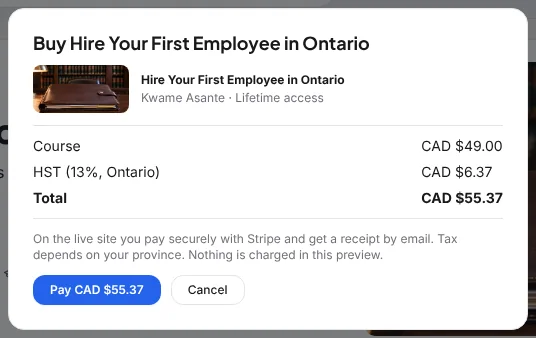 Buy Hire Your First Employee in Ontario
Hire Your First Employee in Ontario
Kwame Asante · Lifetime access
Course CAD $49.00
HST (13%, Ontario) CAD $6.37
Total CAD $55.37
On the live site you pay securely with Stripe and get a receipt by email. Tax
depends on your province. Nothing is charged in this preview.
Pay CAD $55.37 Cancel